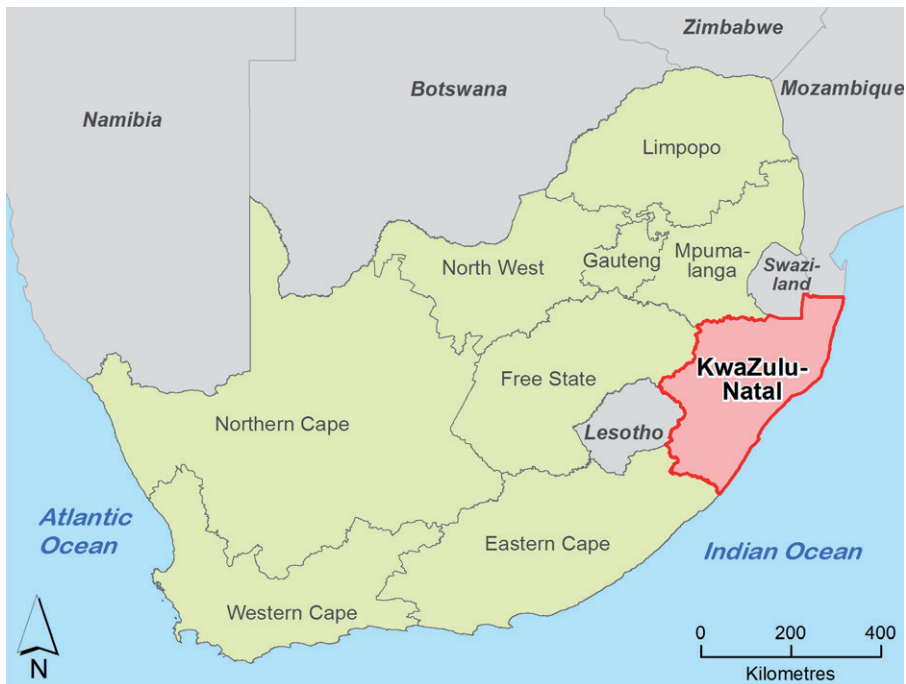 Zimbabwe
Mozambique
Botswana
Namibia
Limpopo
North West
Gauteng
Mpuma-
langa
Swazi-
land
KwaZulu-
Natal
Free State
Lesotho
Northern Cape
Atlantic
Ocean
Eastern Cape
Indian Ocean
Western Cape
N
0 200 400
Kilometres